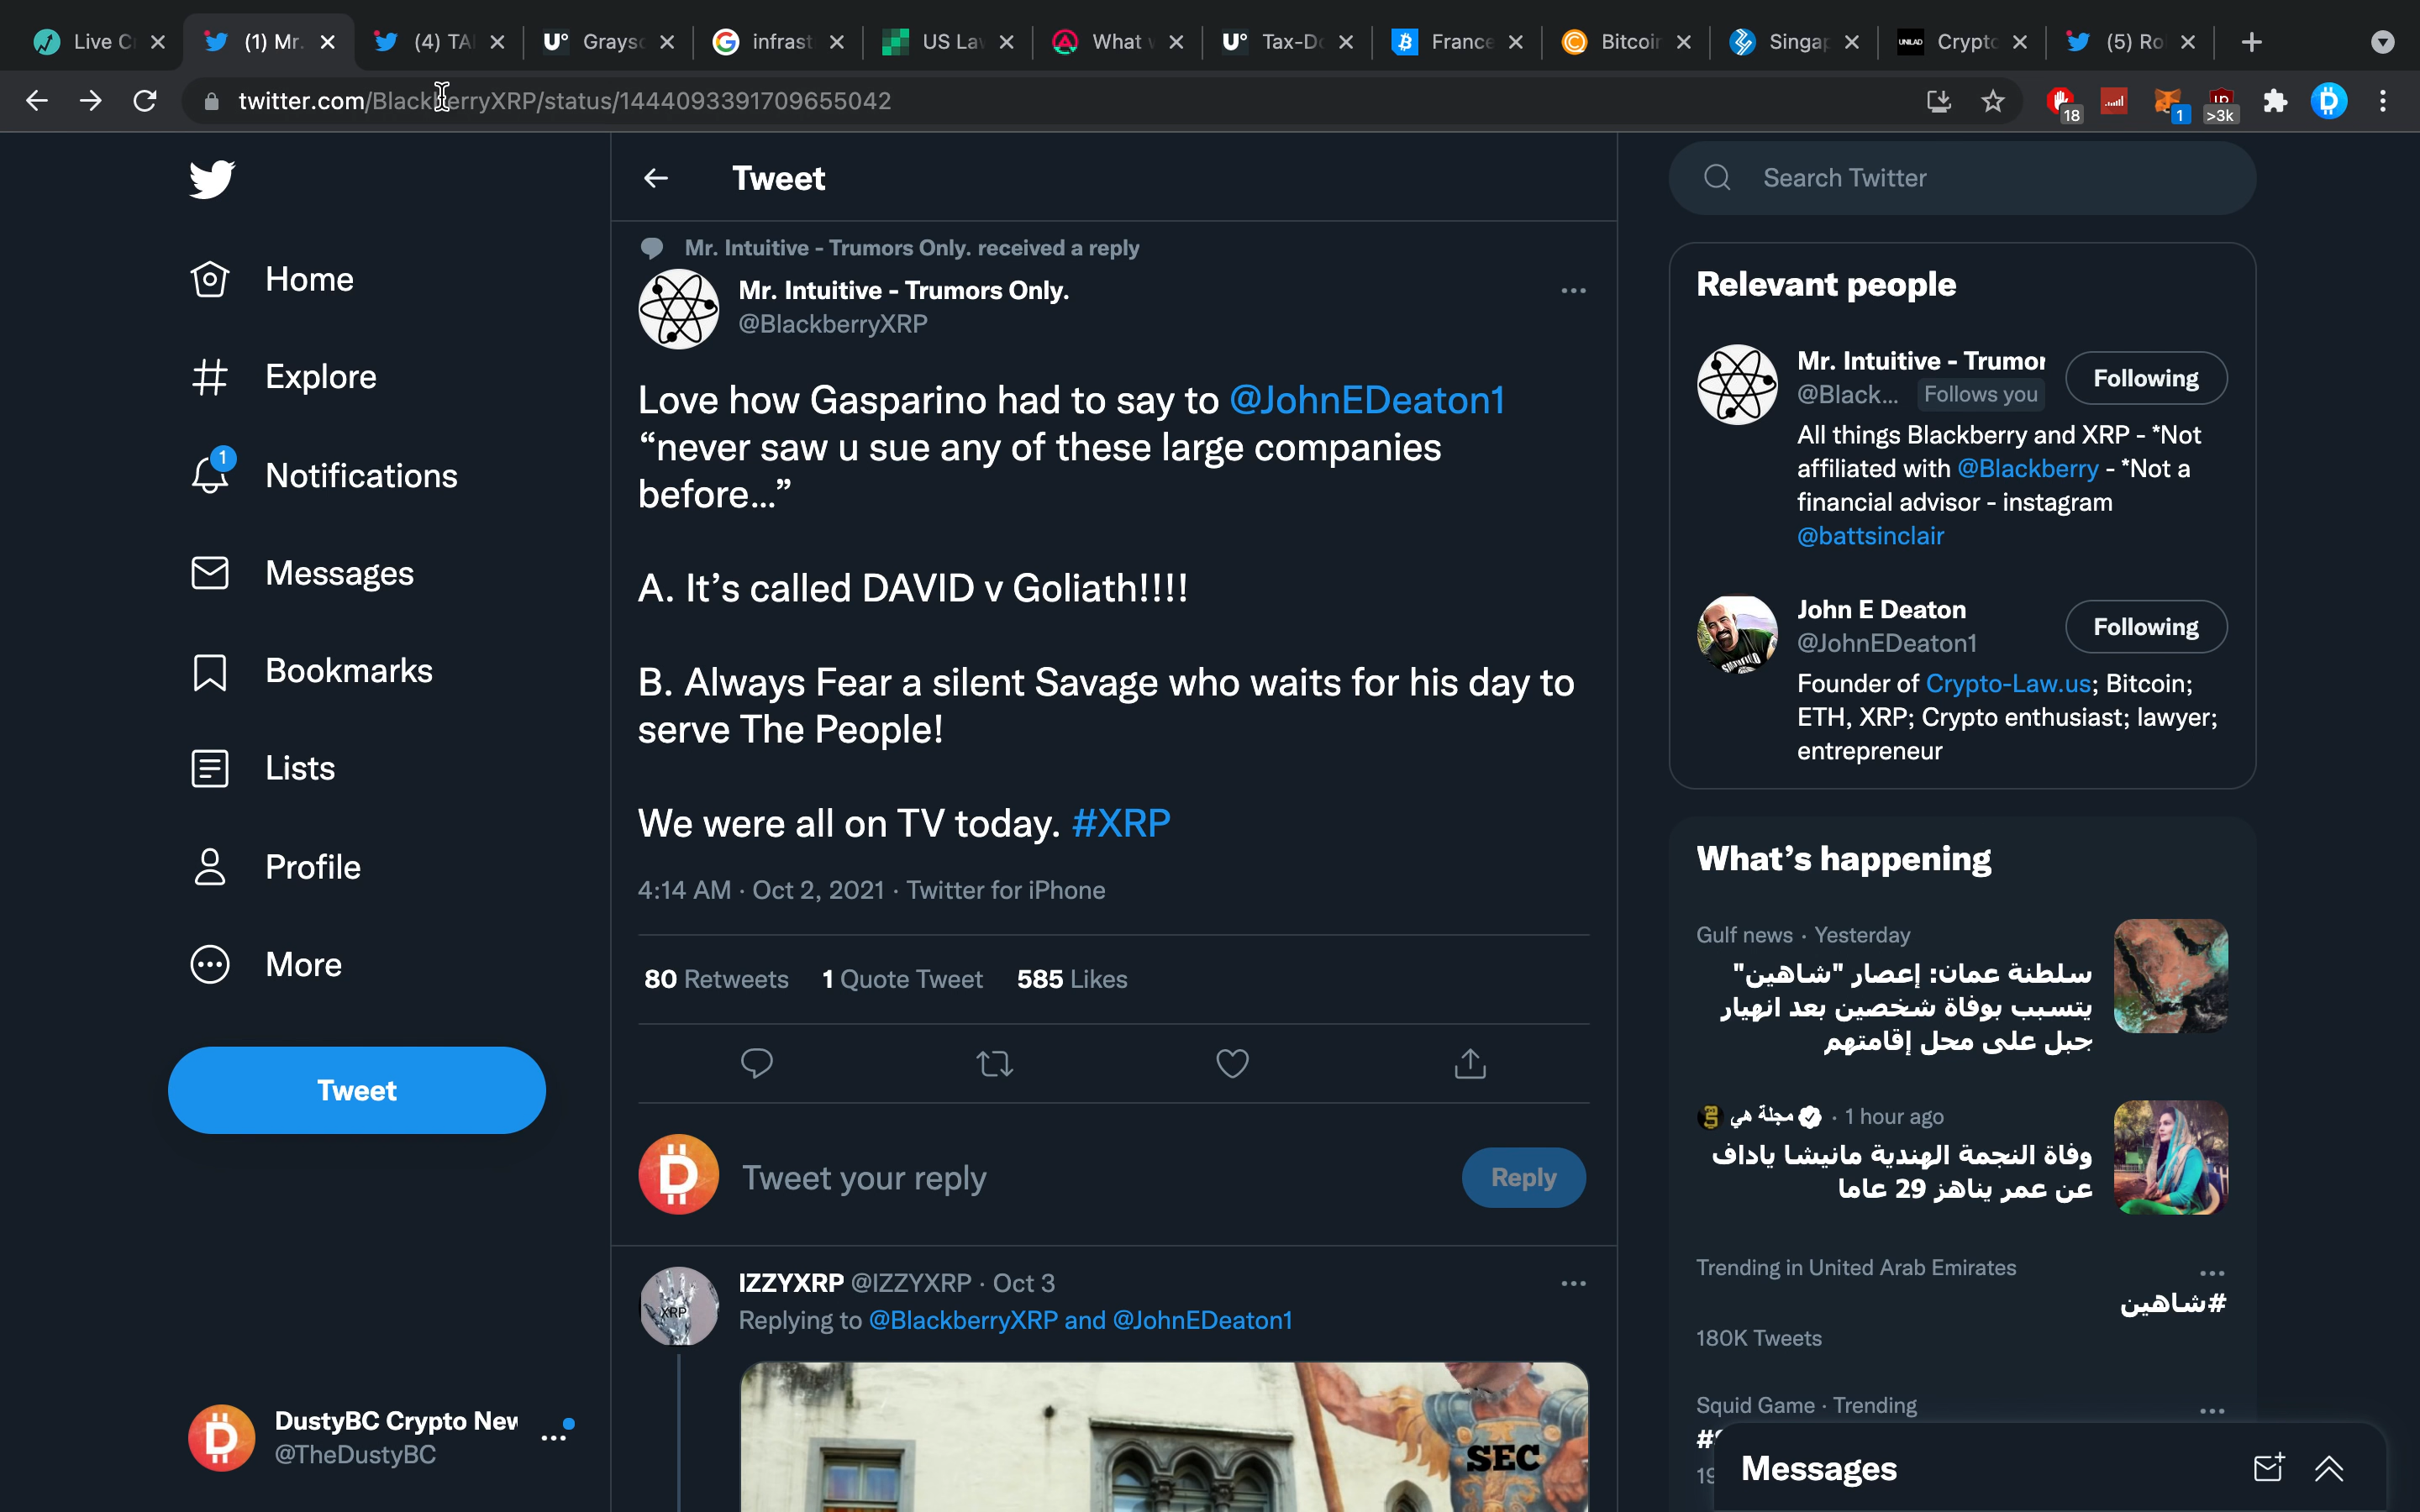 Live C
(1) Mr.
(4) TA
Graysc
infrast
US La
What
Tax-D
France
Bitcoin
Singap
UNILAD
Crypto
(5) Ro
twitter.com/BlackberryXRP/status/1444093391709655042
18
1
>3k
Home
Explore
1
Notifications
Messages
Bookmarks
Lists
Profile
More
Tweet
DustyBC Crypto New
@TheDustyBC
Tweet
Mr. Intuitive - Trumors Only. received a reply
Mr. Intuitive - Trumors Only.
@BlackberryXRP
Love how Gasparino had to say to @JohnEDeaton1
“never saw u sue any of these large companies
before...”
A. It’s called DAVID v Goliath!!!!
B. Always Fear a silent Savage who waits for his day to
serve The People!
We were all on TV today. #XRP
4:14 AM · Oct 2, 2021 · Twitter for iPhone
80 Retweets 1 Quote Tweet 585 Likes
Tweet your reply
Reply
IZZYXRP @IZZYXRP · Oct 3
Replying to @BlackberryXRP and @JohnEDeaton1
XRP
SEC
Search Twitter
Relevant people
Mr. Intuitive - Trumor
@Black... Follows you
Following
All things Blackberry and XRP - *Not
affiliated with @Blackberry - *Not a
financial advisor - instagram
@battsinclair
John E Deaton
@JohnEDeaton1
Following
Founder of Crypto-Law.us; Bitcoin;
ETH, XRP; Crypto enthusiast; lawyer;
entrepreneur
What’s happening
Gulf news · Yesterday
سلطنة عمان: إعصار "شاهين"
يتسبب بوفاة شخصين بعد انهيار
جبل على محل إقامتهم
مجلة هي · 1 hour ago
وفاة النجمة الهندية مانيشا ياداف
عن عمر يناهز 29 عاما
Trending in United Arab Emirates
#شاهين
180K Tweets
Squid Game · Trending
Messages